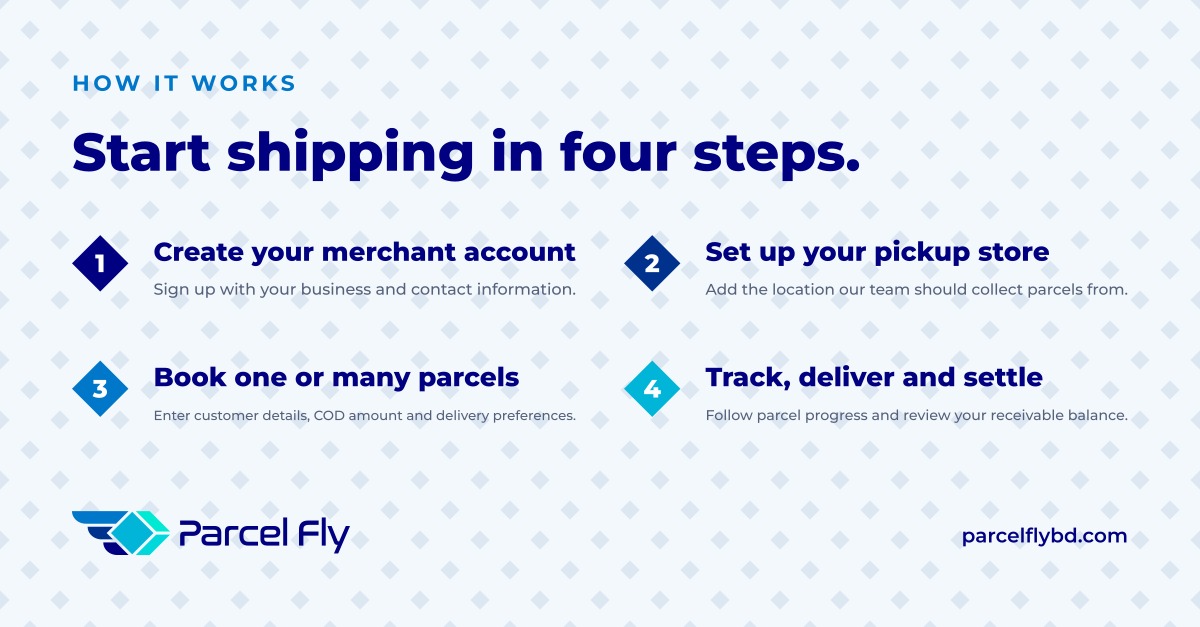 HOW IT WORKS
Start shipping in four steps.
1
Create your merchant account
Sign up with your business and contact information.
2
Set up your pickup store
Add the location our team should collect parcels from.
3
Book one or many parcels
Enter customer details, COD amount and delivery preferences.
4
Track, deliver and settle
Follow parcel progress and review your receivable balance.
Parcel Fly
parcelflybd.com